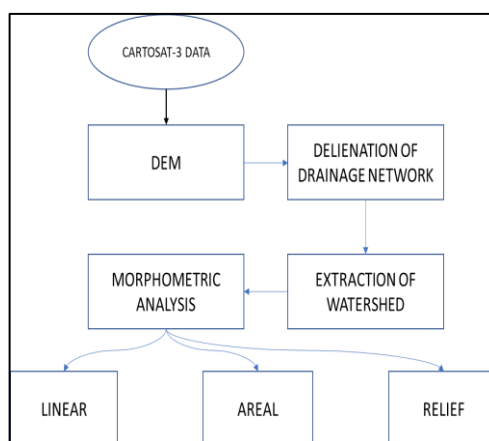 CARTOSAT-3 DATA
DEM
DELIENATION OF
DRAINAGE NETWORK
MORPHOMETRIC
ANALYSIS
EXTRACTION OF
WATERSHED
LINEAR
AREAL
RELIEF